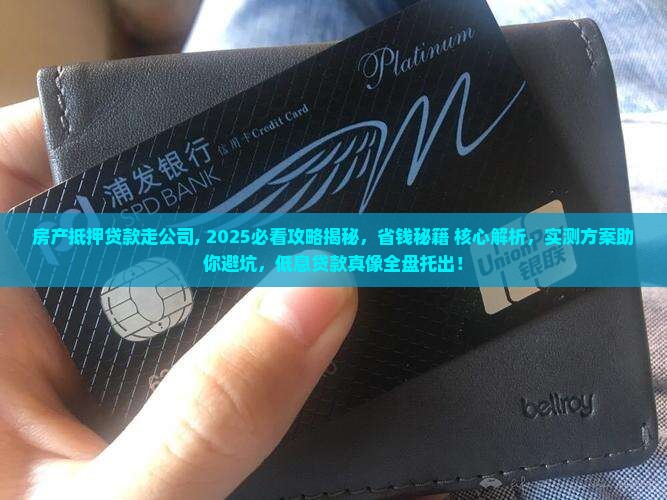 Platinum
信用卡Credit Card
浦发银行
SPD BANK
房产抵押贷款走公司, 2025必看攻略揭秘，省钱秘籍 核心解析，实测方案助
你避坑，低息贷款真像全盘托出！
UnionPay
银联
bellroy